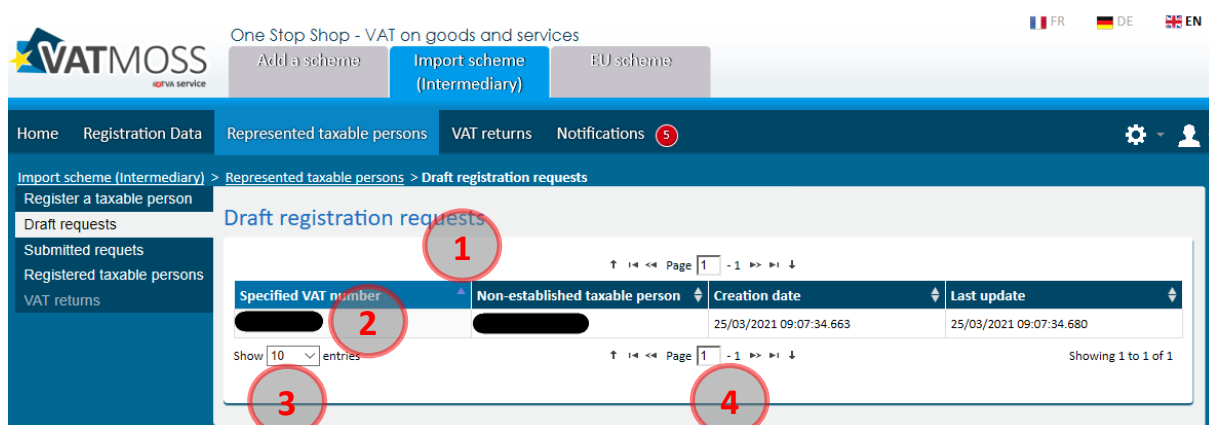 FR DE EN
One Stop Shop - VAT on goods and services
VATMOSS
eTVA service
Add a scheme
Import scheme
(Intermediary)
EU scheme
Home Registration Data Represented taxable persons VAT returns Notifications 5
Import scheme (Intermediary) > Represented taxable persons > Draft registration requests
Register a taxable person
Draft requests
Submitted requets
Registered taxable persons
VAT returns
Draft registration requests
1
Page 1 - 1
Specified VAT number Non-established taxable person Creation date Last update
2
25/03/2021 09:07:34.663 25/03/2021 09:07:34.680
Show 10 entries Page 1 - 1 Showing 1 to 1 of 1
3 4